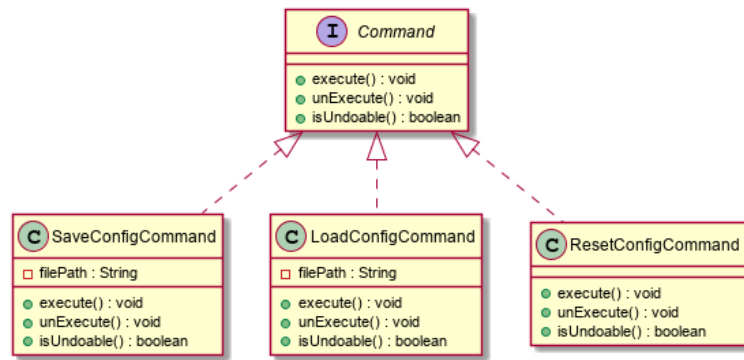 I Command
execute() : void
unExecute() : void
isUndoable() : boolean
C SaveConfigCommand
filePath : String
execute() : void
unExecute() : void
isUndoable() : boolean
C LoadConfigCommand
filePath : String
execute() : void
unExecute() : void
isUndoable() : boolean
C ResetConfigCommand
execute() : void
unExecute() : void
isUndoable() : boolean